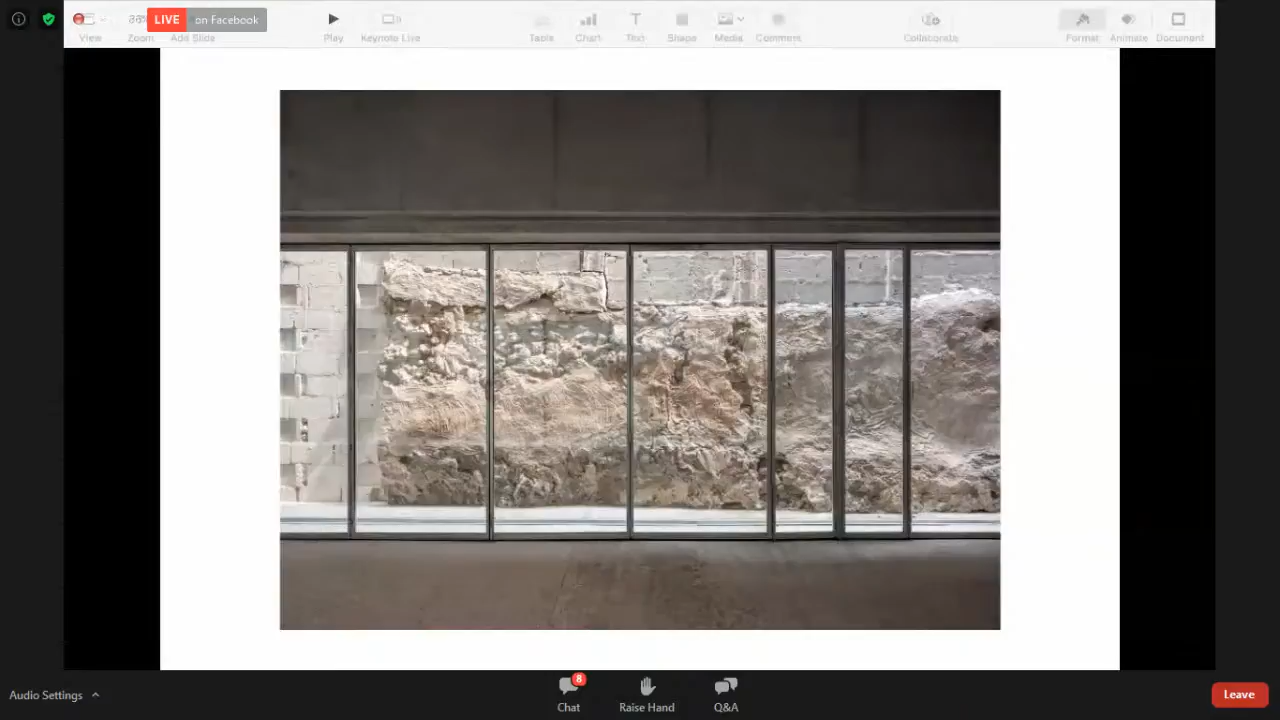 LIVE on Facebook
View Zoom Add Slide Play Keynote Live Table Chart Text Shape Media Comment Collaborate Format Animate Document
Audio Settings
8
Chat Raise Hand Q&A
Leave